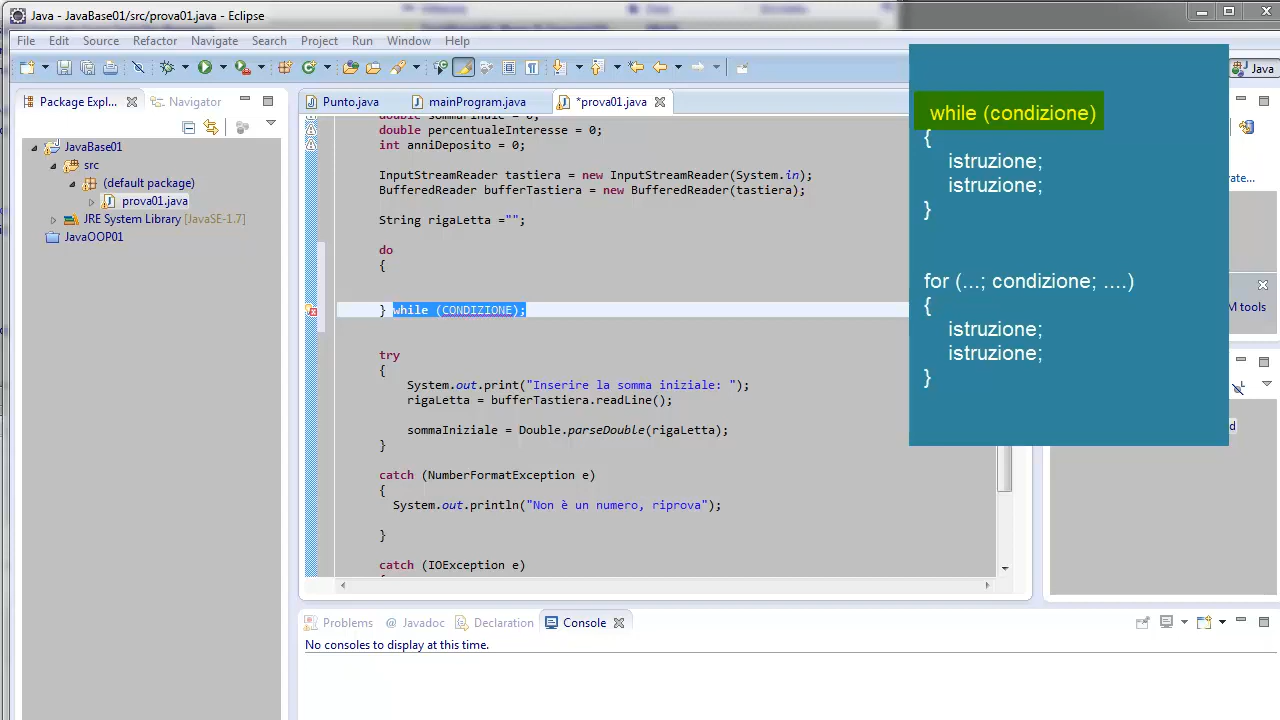 Java - JavaBase01/src/prova01.java - Eclipse
File Edit Source Refactor Navigate Search Project Run Window Help
Java
Package Expl... Navigator
Punto.java mainProgram.java *prova01.java
JavaBase01
src
(default package)
prova01.java
JRE System Library [JavaSE-1.7]
JavaOOP01
double percentualeInteresse = 0;
int anniDeposito = 0;
InputStreamReader tastiera = new InputStreamReader(System.in);
BufferedReader bufferTastiera = new BufferedReader(tastiera);
String rigaLetta ="";
do
{
} while (CONDIZIONE);
try
{
System.out.print("Inserire la somma iniziale: ");
rigaLetta = bufferTastiera.readLine();
sommaIniziale = Double.parseDouble(rigaLetta);
}
catch (NumberFormatException e)
{
System.out.println("Non è un numero, riprova");
}
catch (IOException e)
while (condizione)
{
istruzione;
istruzione;
}
for (...; condizione; ....)
{
istruzione;
istruzione;
}
ate...
M tools
d
Problems @ Javadoc Declaration Console
No consoles to display at this time.